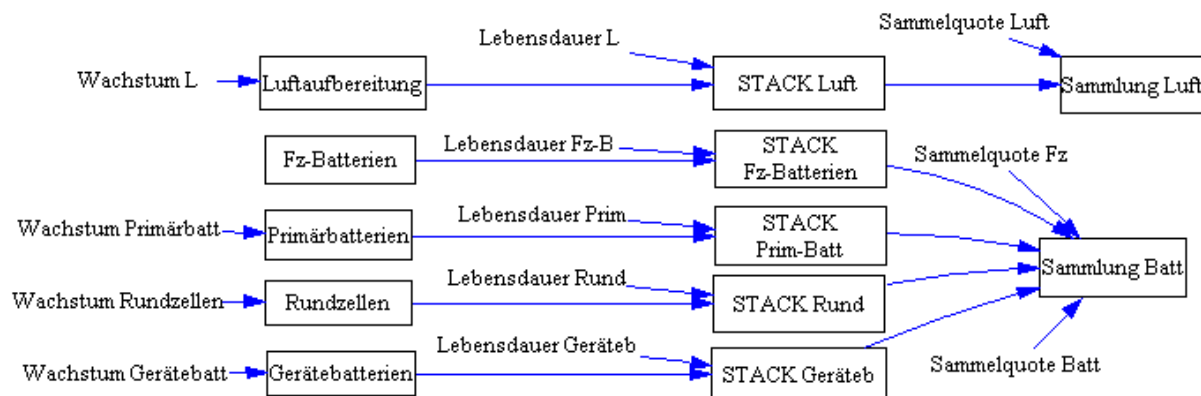 Sammelquote Luft
Lebensdauer L
Wachstum L
Luftaufbereitung
STACK Luft
Sammlung Luft
Fz-Batterien
Lebensdauer Fz-B
STACK
Fz-Batterien
Sammelquote Fz
Wachstum Primärbatt
Primärbatterien
Lebensdauer Prim
STACK
Prim-Batt
Sammlung Batt
Wachstum Rundzellen
Rundzellen
Lebensdauer Rund
STACK Rund
Wachstum Gerätebatt
Gerätebatterien
Lebensdauer Geräteb
STACK Geräteb
Sammelquote Batt